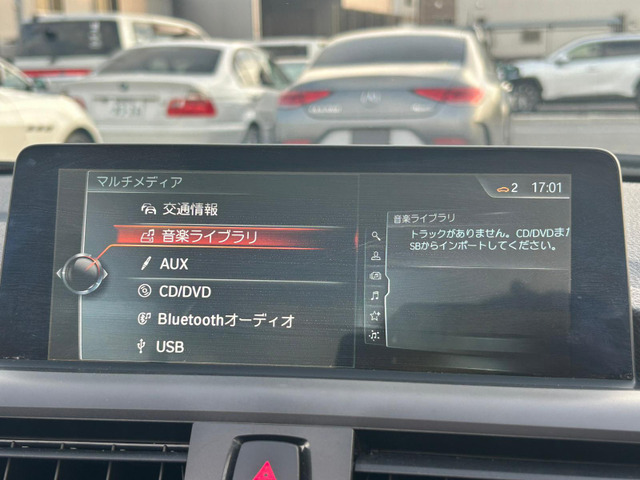 マルチメディア
2 17:01
交通情報
音楽ライブラリ
AUX
CD/DVD
Bluetoothオーディオ
USB
音楽ライブラリ
トラックがありません。CD/DVDまた
SBからインポートしてください。